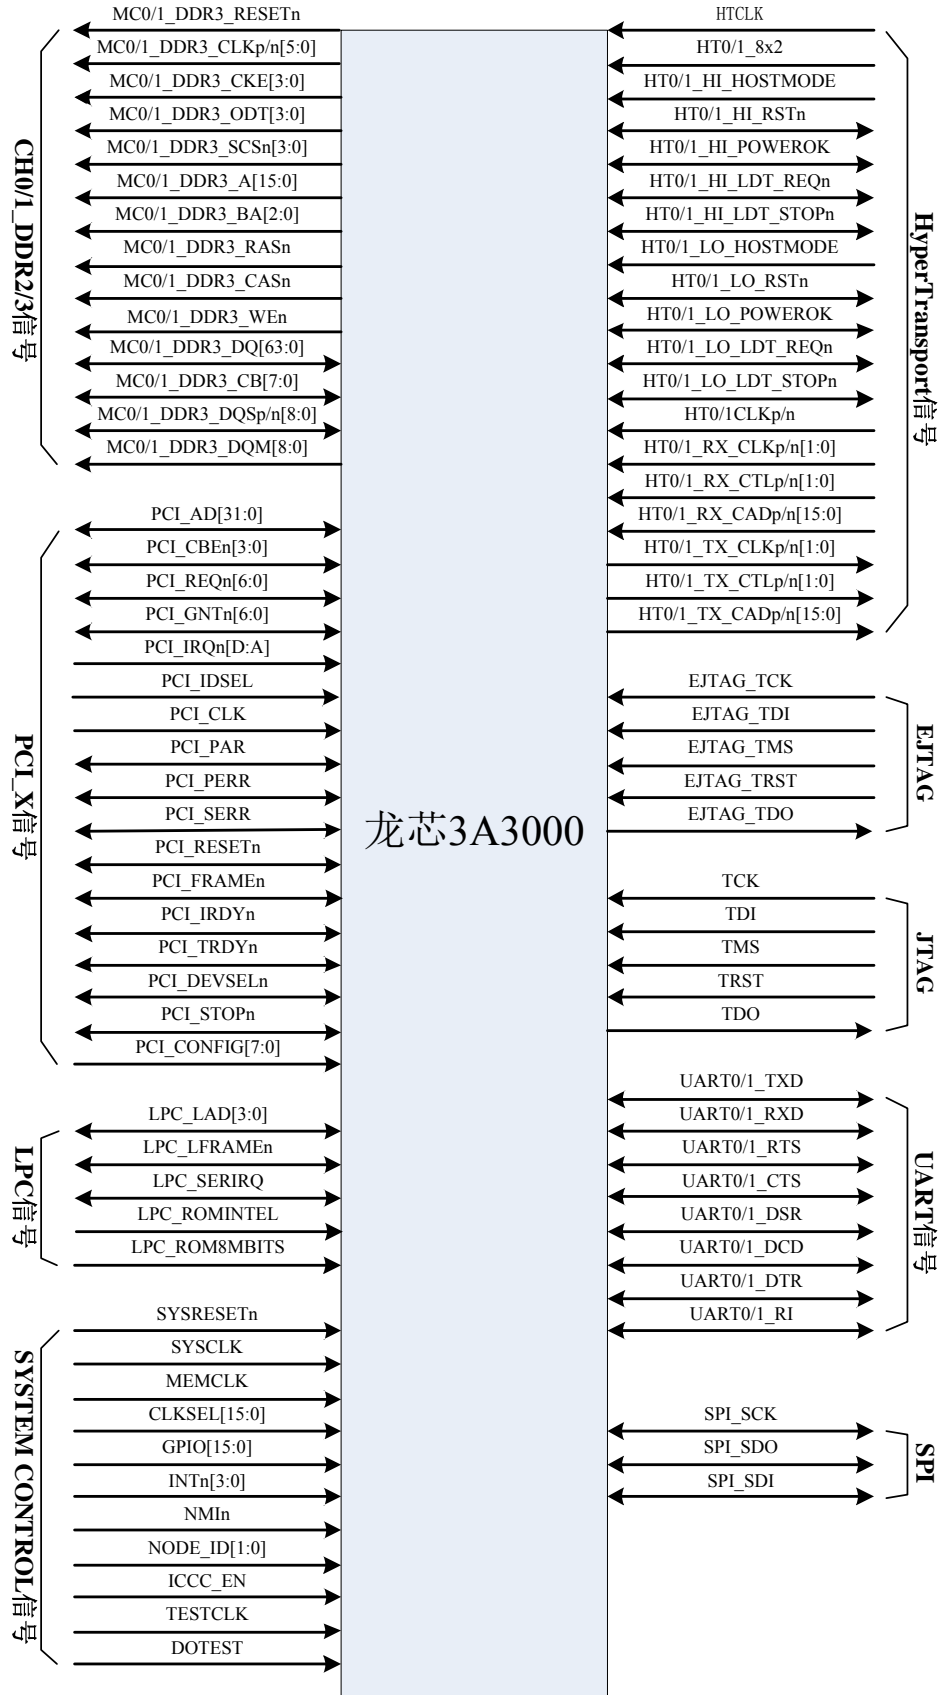 CH0/1_DDR2/3信号
MC0/1_DDR3_RESETn
MC0/1_DDR3_CLKp/n[5:0]
MC0/1_DDR3_CKE[3:0]
MC0/1_DDR3_ODT[3:0]
MC0/1_DDR3_SCSn[3:0]
MC0/1_DDR3_A[15:0]
MC0/1_DDR3_BA[2:0]
MC0/1_DDR3_RASn
MC0/1_DDR3_CASn
MC0/1_DDR3_WEn
MC0/1_DDR3_DQ[63:0]
MC0/1_DDR3_CB[7:0]
MC0/1_DDR3_DQSp/n[8:0]
MC0/1_DDR3_DQM[8:0]
PCI_X信号
PCI_AD[31:0]
PCI_CBEn[3:0]
PCI_REQn[6:0]
PCI_GNTn[6:0]
PCI_IRQn[D:A]
PCI_IDSEL
PCI_CLK
PCI_PAR
PCI_PERR
PCI_SERR
PCI_RESETn
PCI_FRAMEn
PCI_IRDYn
PCI_TRDYn
PCI_DEVSELn
PCI_STOPn
PCI_CONFIG[7:0]
LPC信号
LPC_LAD[3:0]
LPC_LFRAMEn
LPC_SERIRQ
LPC_ROMINTEL
LPC_ROM8MBITS
SYSTEM CONTROL信号
SYSRESETn
SYSCLK
MEMCLK
CLKSEL[15:0]
GPIO[15:0]
INTn[3:0]
NMIn
NODE_ID[1:0]
ICCC_EN
TESTCLK
DOTEST
龙芯3A3000
HTCLK
HT0/1_8x2
HT0/1_HI_HOSTMODE
HT0/1_HI_RSTn
HT0/1_HI_POWEROK
HT0/1_HI_LDT_REQn
HT0/1_HI_LDT_STOPn
HT0/1_LO_HOSTMODE
HT0/1_LO_RSTn
HT0/1_LO_POWEROK
HT0/1_LO_LDT_REQn
HT0/1_LO_LDT_STOPn
HT0/1CLKp/n
HT0/1_RX_CLKp/n[1:0]
HT0/1_RX_CTLp/n[1:0]
HT0/1_RX_CADp/n[15:0]
HT0/1_TX_CLKp/n[1:0]
HT0/1_TX_CTLp/n[1:0]
HT0/1_TX_CADp/n[15:0]
HyperTransport信号
EJTAG_TCK
EJTAG_TDI
EJTAG_TMS
EJTAG_TRST
EJTAG_TDO
EJTAG
TCK
TDI
TMS
TRST
TDO
JTAG
UART0/1_TXD
UART0/1_RXD
UART0/1_RTS
UART0/1_CTS
UART0/1_DSR
UART0/1_DCD
UART0/1_DTR
UART0/1_RI
UART信号
SPI_SCK
SPI_SDO
SPI_SDI
SPI